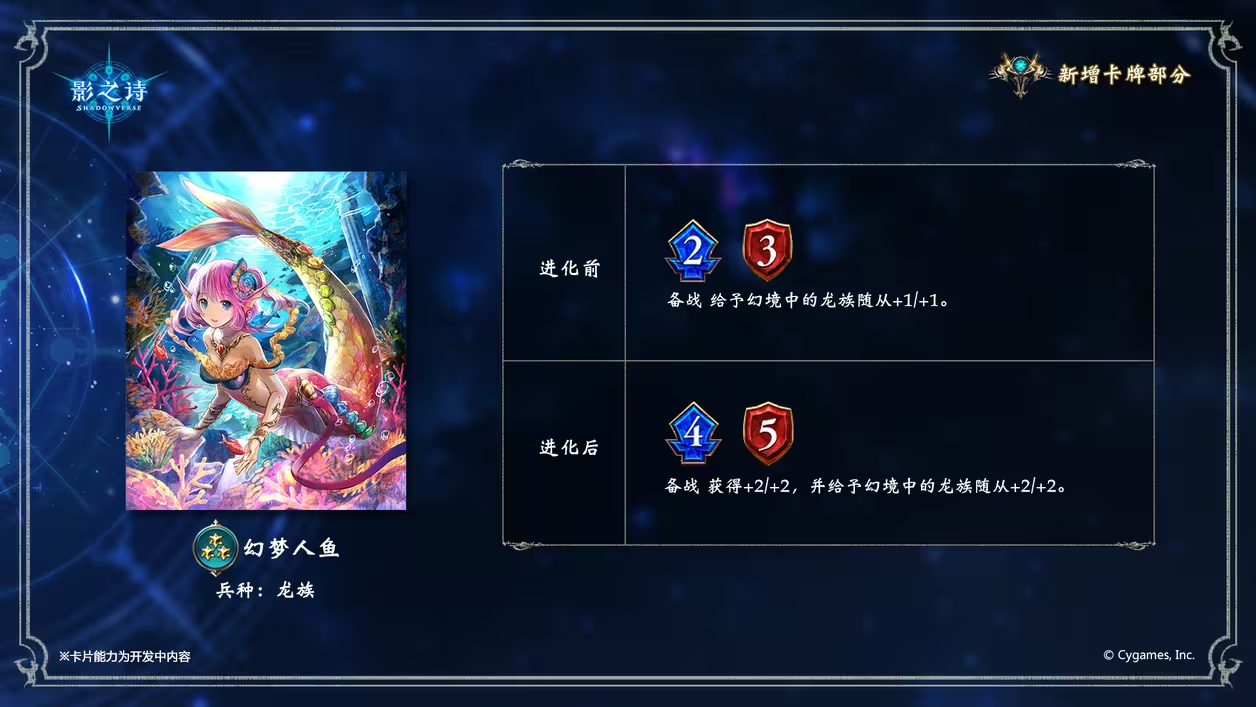 影之诗
SHADOWVERSE
新增卡牌部分
进化前
2 3
备战 给予幻境中的龙族随从+1/+1。
进化后
4 5
备战 获得+2/+2，并给予幻境中的龙族随从+2/+2。
幻梦人鱼
兵种：龙族
※卡片能力为开发中内容
© Cygames, Inc.